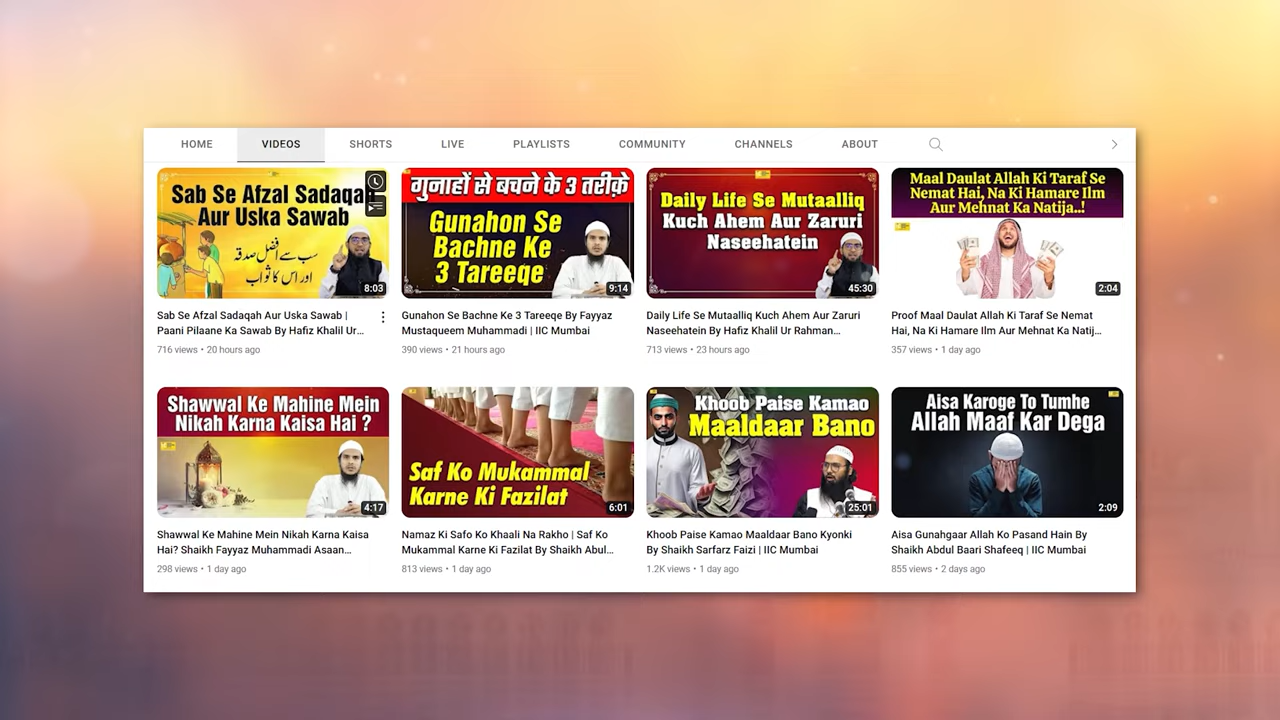 HOME
VIDEOS
SHORTS
LIVE
PLAYLISTS
COMMUNITY
CHANNELS
ABOUT
Sab Se Afzal Sadaqah
Aur Uska Sawab
سب سے افضل صدقہ
اور اس کا ثواب
8:03
Sab Se Afzal Sadaqah Aur Uska Sawab |
Paani Pilaane Ka Sawab By Hafiz Khalil Ur...
716 views • 20 hours ago
गुनाहों से बचने के 3 तरीक़े
Gunahon Se
Bachne Ke
3 Tareeqe
9:14
Gunahon Se Bachne Ke 3 Tareeqe By Fayyaz
Mustaqueem Muhammadi | IIC Mumbai
390 views • 21 hours ago
Daily Life Se Mutaalliq
Kuch Ahem Aur Zaruri
Naseehatein
45:30
Daily Life Se Mutaalliq Kuch Ahem Aur Zaruri
Naseehatein By Hafiz Khalil Ur Rahman...
713 views • 23 hours ago
Maal Daulat Allah Ki Taraf Se
Nemat Hai, Na Ki Hamare Ilm
Aur Mehnat Ka Natija..!
2:04
Proof Maal Daulat Allah Ki Taraf Se Nemat
Hai, Na Ki Hamare Ilm Aur Mehnat Ka Natij...
357 views • 1 day ago
Shawwal Ke Mahine Mein
Nikah Karna Kaisa Hai ?
4:17
Shawwal Ke Mahine Mein Nikah Karna Kaisa
Hai? Shaikh Fayyaz Muhammadi Asaan...
298 views • 1 day ago
Saf Ko Mukammal
Karne Ki Fazilat
6:01
Namaz Ki Safo Ko Khaali Na Rakho | Saf Ko
Mukammal Karne Ki Fazilat By Shaikh Abul...
813 views • 1 day ago
Khoob Paise Kamao
Maaldaar Bano
25:01
Khoob Paise Kamao Maaldaar Bano Kyonki
By Shaikh Sarfarz Faizi | IIC Mumbai
1.2K views • 1 day ago
Aisa Karoge To Tumhe
Allah Maaf Kar Dega
2:09
Aisa Gunahgaar Allah Ko Pasand Hain By
Shaikh Abdul Baari Shafeeq | IIC Mumbai
855 views • 2 days ago